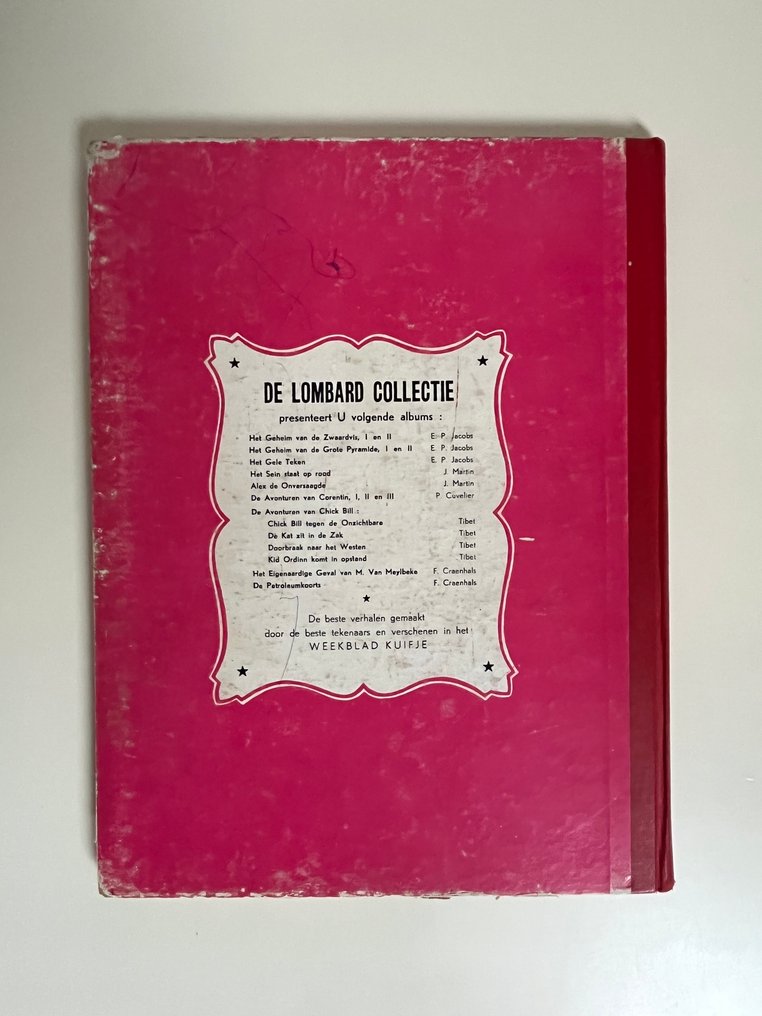 DE LOMBARD COLLECTIE
presenteert U volgende albums :
Het Geheim van de Zwaardvis, I en II E. P. Jacobs
Het Geheim van de Grote Pyramide, I en II E. P. Jacobs
Het Gele Teken E. P. Jacobs
Het Sein staat op rood J. Martin
Alex de Onversaagde J. Martin
De Avonturen van Corentin, I, II en III P. Cuvelier
De Avonturen van Chick Bill :
Chick Bill tegen de Onzichtbare Tibet
De Kat zit in de Zak Tibet
Doorbraak naar het Westen Tibet
Kid Ordinn komt in opstand Tibet
Het Eigenaardige Geval van M. Van Meylbeke F. Craenhals
De Petroleumkoorts F. Craenhals
De beste verhalen gemaakt
door de beste tekenaars en verschenen in het
WEEKBLAD KUIFJE